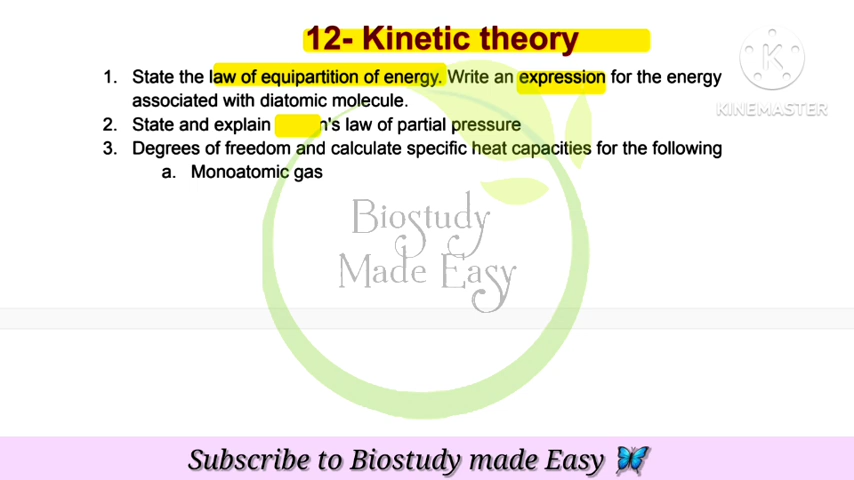 12- Kinetic theory
KINEMASTER
1. State the law of equipartition of energy. Write an expression for the energy
associated with diatomic molecule.
2. State and explain n's law of partial pressure
3. Degrees of freedom and calculate specific heat capacities for the following
a. Monoatomic gas
Biostudy
Made Easy
Subscribe to Biostudy made Easy